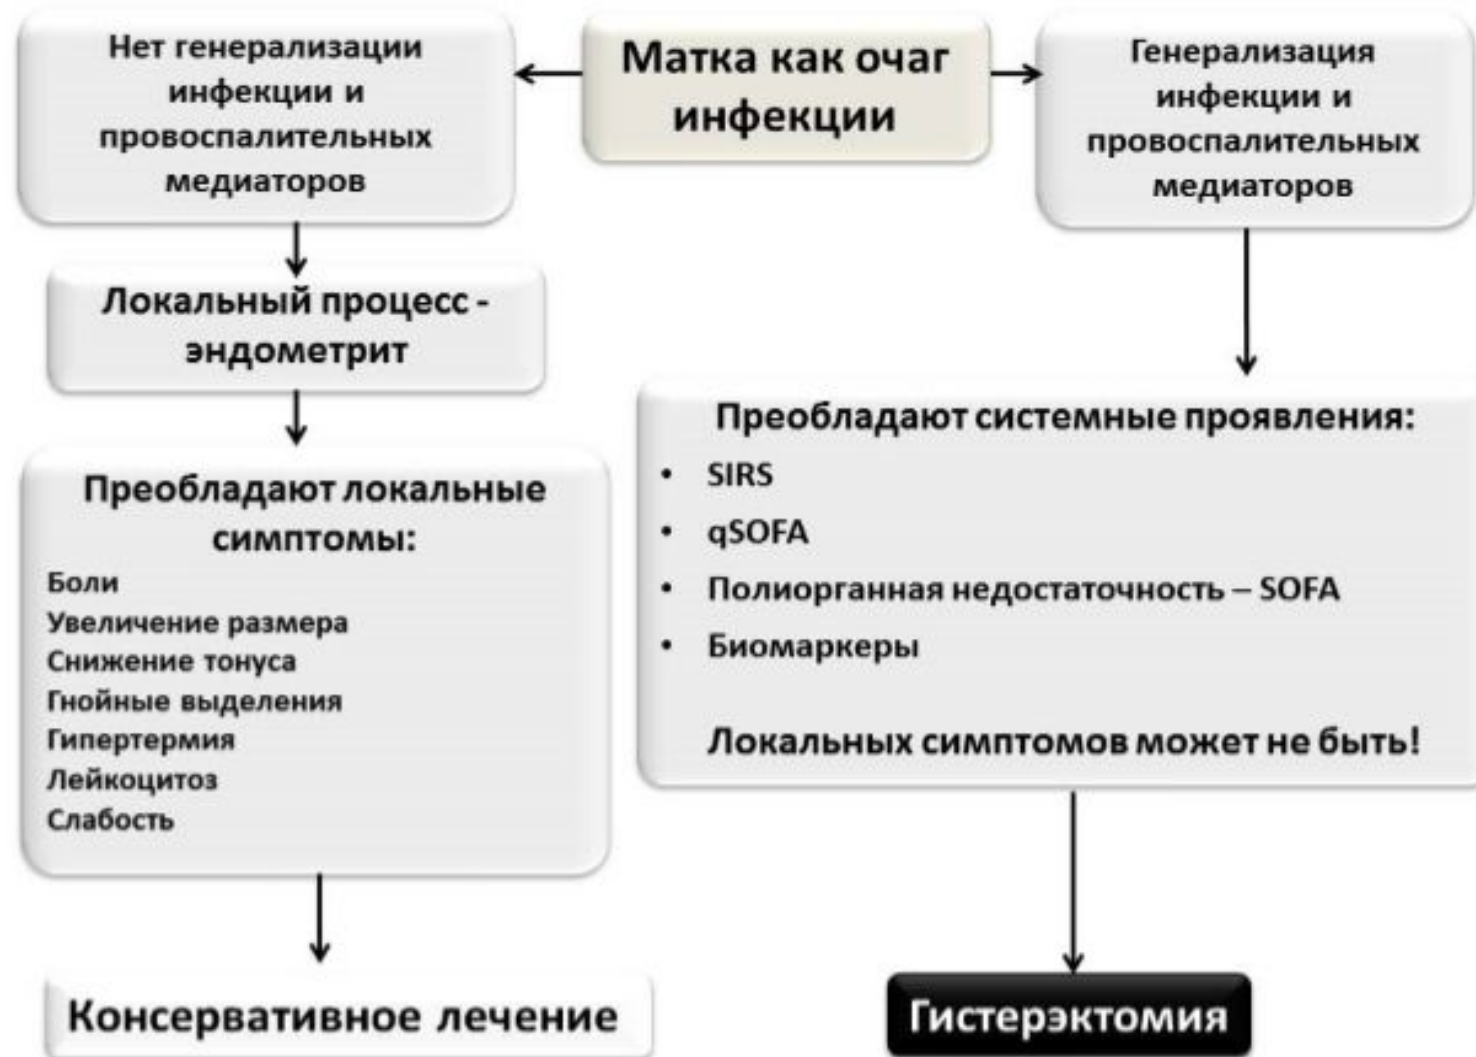 Матка как очаг
инфекции
Нет генерализации
инфекции и
провоспалительных
медиаторов
Локальный процесс -
эндометрит
Преобладают локальные
симптомы:
Боли
Увеличение размера
Снижение тонуса
Гнойные выделения
Гипертермия
Лейкоцитоз
Слабость
Консервативное лечение
Генерализация
инфекции и
провоспалительных
медиаторов
Преобладают системные проявления:
• SIRS
• qSOFA
• Полиорганная недостаточность – SOFA
• Биомаркеры
Локальных симптомов может не быть!
Гистерэктомия